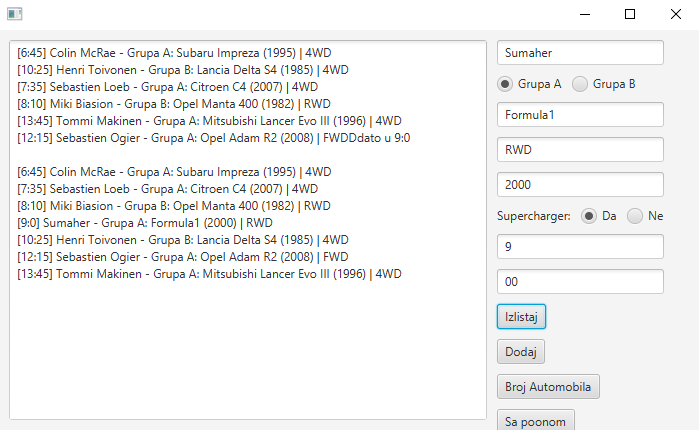 [6:45] Colin McRae - Grupa A: Subaru Impreza (1995) | 4WD
[10:25] Henri Toivonen - Grupa B: Lancia Delta S4 (1985) | 4WD
[7:35] Sebastien Loeb - Grupa A: Citroen C4 (2007) | 4WD
[8:10] Miki Biasion - Grupa B: Opel Manta 400 (1982) | RWD
[13:45] Tommi Makinen - Grupa A: Mitsubishi Lancer Evo III (1996) | 4WD
[12:15] Sebastien Ogier - Grupa A: Opel Adam R2 (2008) | FWDDdato u 9:0
[6:45] Colin McRae - Grupa A: Subaru Impreza (1995) | 4WD
[7:35] Sebastien Loeb - Grupa A: Citroen C4 (2007) | 4WD
[8:10] Miki Biasion - Grupa B: Opel Manta 400 (1982) | RWD
[9:0] Sumaher - Grupa A: Formula1 (2000) | RWD
[10:25] Henri Toivonen - Grupa B: Lancia Delta S4 (1985) | 4WD
[12:15] Sebastien Ogier - Grupa A: Opel Adam R2 (2008) | FWD
[13:45] Tommi Makinen - Grupa A: Mitsubishi Lancer Evo III (1996) | 4WD
Sumaher
Grupa A Grupa B
Formula1
RWD
2000
Supercharger: Da Ne
9
00
Izlistaj
Dodaj
Broj Automobila
Sa poonom